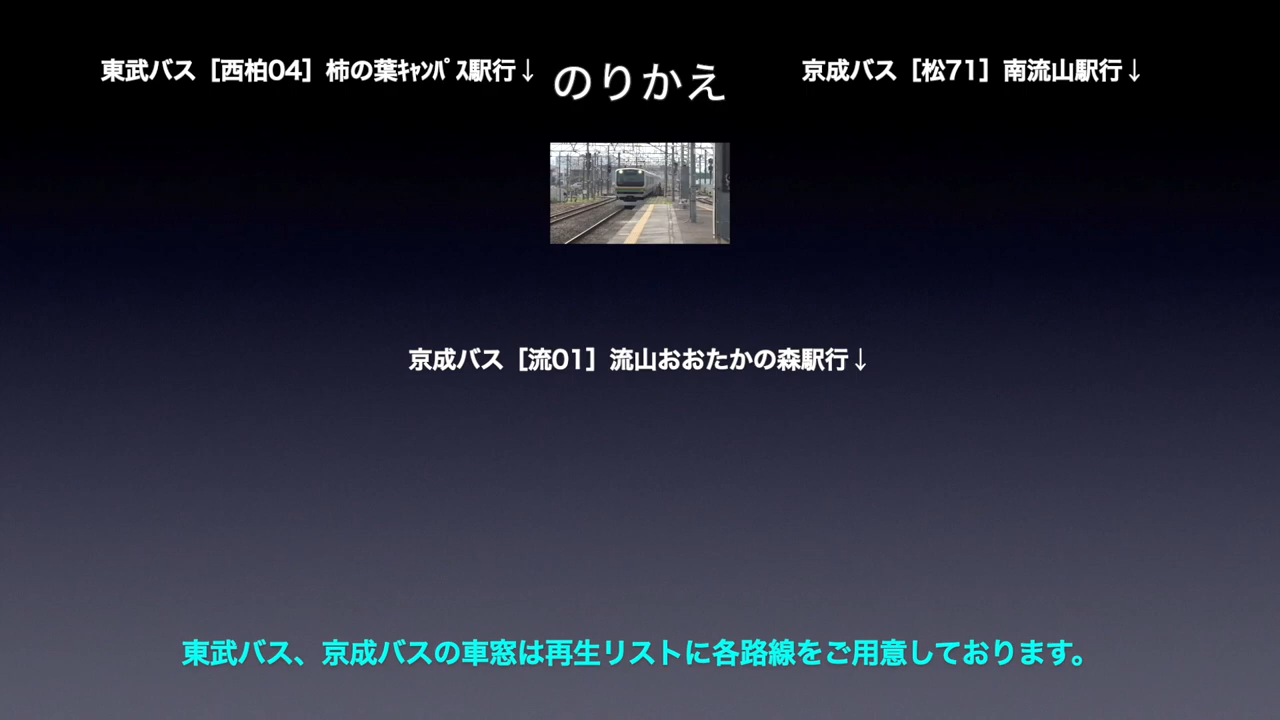 東武バス［西柏04］柿の葉ｷｬﾝﾊﾟｽ駅行↓
のりかえ
京成バス［松71］南流山駅行↓
京成バス［流01］流山おおたかの森駅行↓
東武バス、京成バスの車窓は再生リストに各路線をご用意しております。